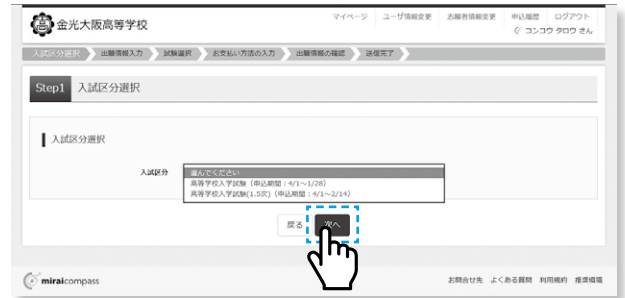 金光大阪高等学校
マイページ ユーザ情報変更 志願者情報変更 申込履歴 ログアウト
コンコウ タロウ さん
入試区分選択 出願情報入力 試験選択 お支払い方法の入力 出願情報の確認 送信完了
Step1 入試区分選択
入試区分選択
入試区分
選んでください
高等学校入学試験（申込期間：4/1～1/28）
高等学校入学試験(1.5次)（申込期間：4/1～2/14）
戻る 次へ
miraicompass
お問合せ先 よくある質問 利用規約 推奨環境